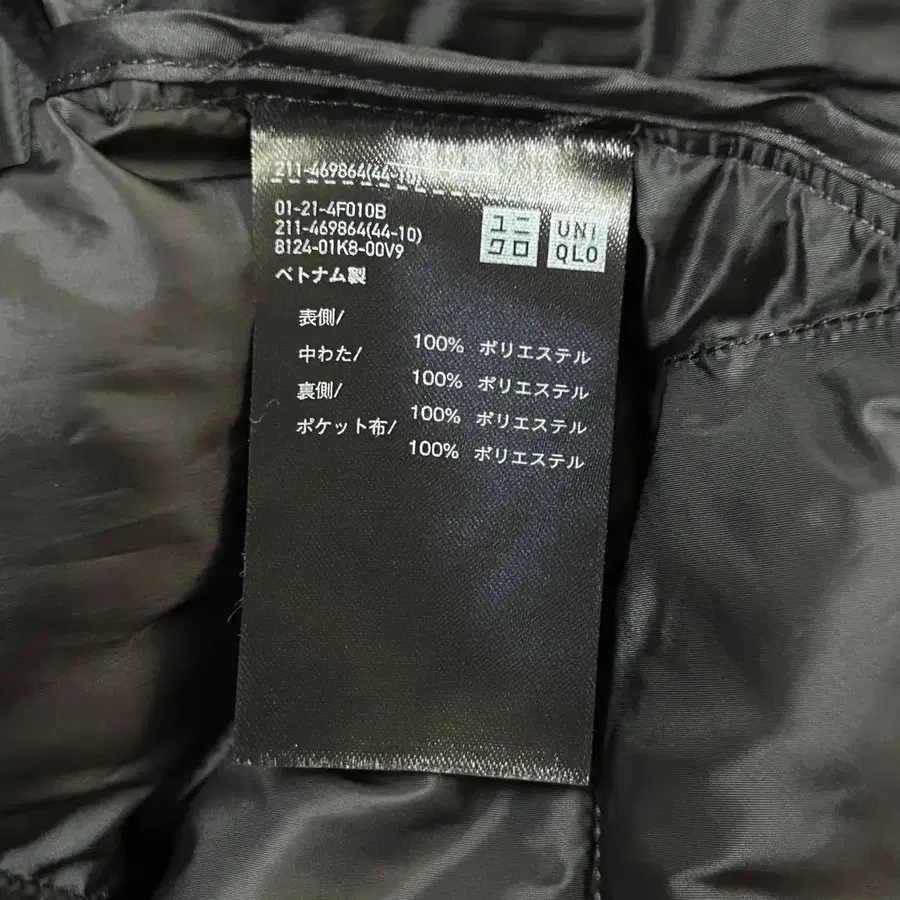 211-469864(44-10)
01-21-4F010B
211-469864(44-10)
8124-01K8-00V9
ユニクロ
UNIQLO
ベトナム製
表側/ 100% ポリエステル
中わた/ 100% ポリエステル
裏側/ 100% ポリエステル
ポケット布/ 100% ポリエステル